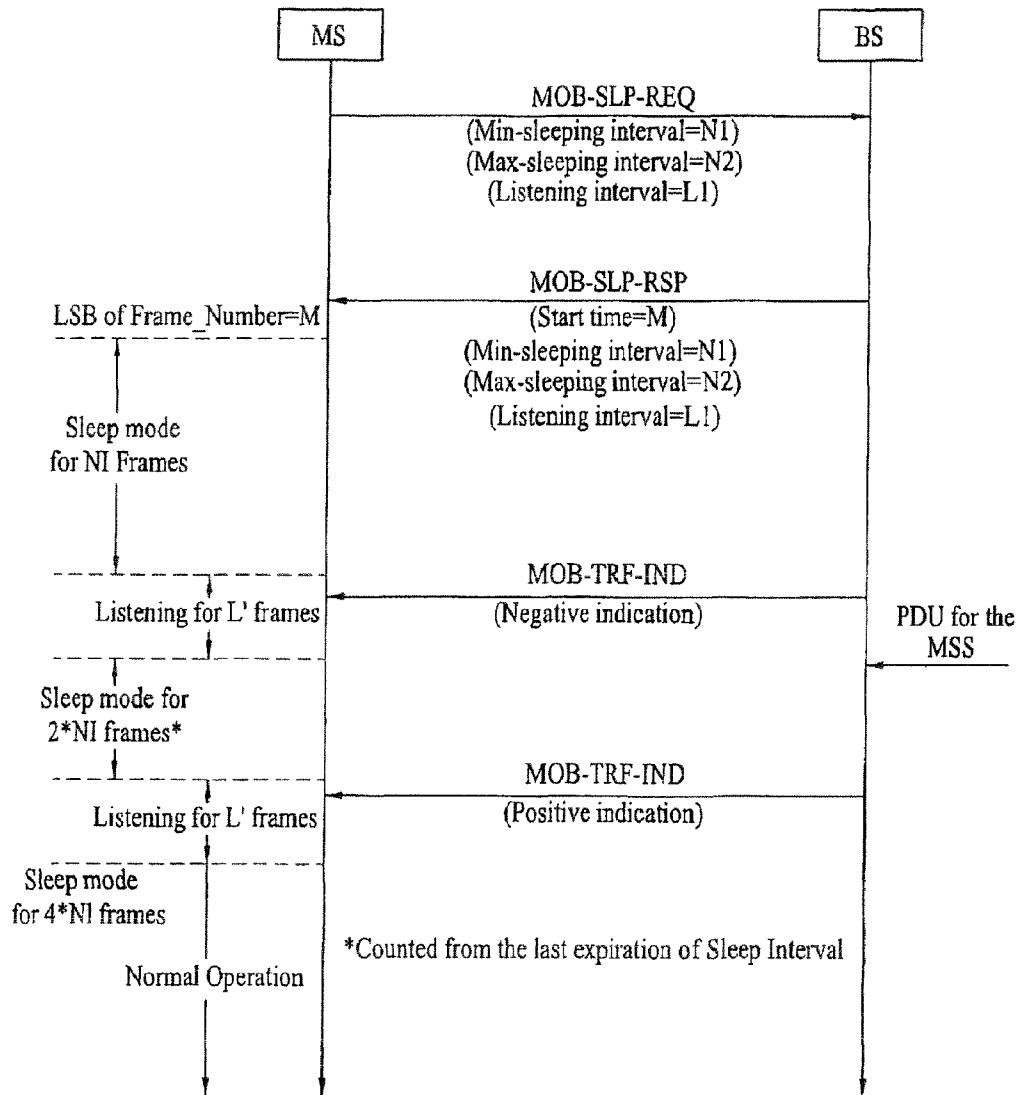 MS
BS
MOB-SLP-REQ
(Min-sleeping interval=N1)
(Max-sleeping interval=N2)
(Listening interval=L1)
MOB-SLP-RSP
LSB of Frame_Number=M
(Start time=M)
(Min-sleeping interval=N1)
(Max-sleeping interval=N2)
(Listening interval=L1)
Sleep mode
for NI Frames
MOB-TRF-IND
Listening for L' frames
(Negative indication)
PDU for the
MSS
Sleep mode for
2*NI frames*
MOB-TRF-IND
Listening for L' frames
(Positive indication)
Sleep mode
for 4*NI frames
*Counted from the last expiration of Sleep Interval
Normal Operation